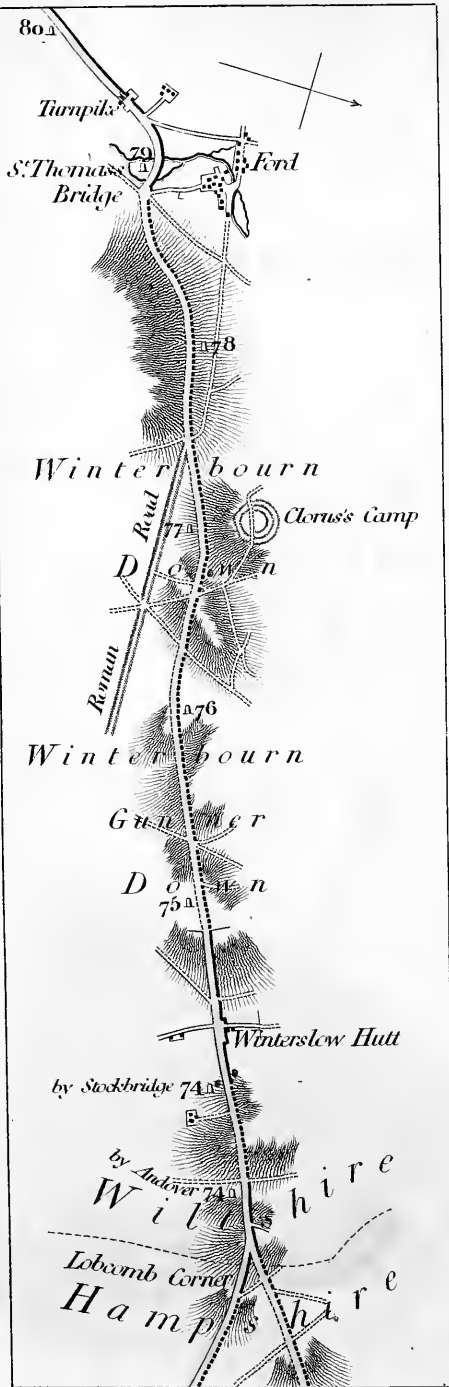 80
Turnpike
79
St. Thomas's
Bridge
Ford
78
Winterbourn
Roman Road
77
Clorus's Camp
Down
76
Winterbourn
Gunner
Down
75
Winterslow Hutt
by Stockbridge 74
by Andover 74
Wiltshire
Lobcomb Corner
Hampshire